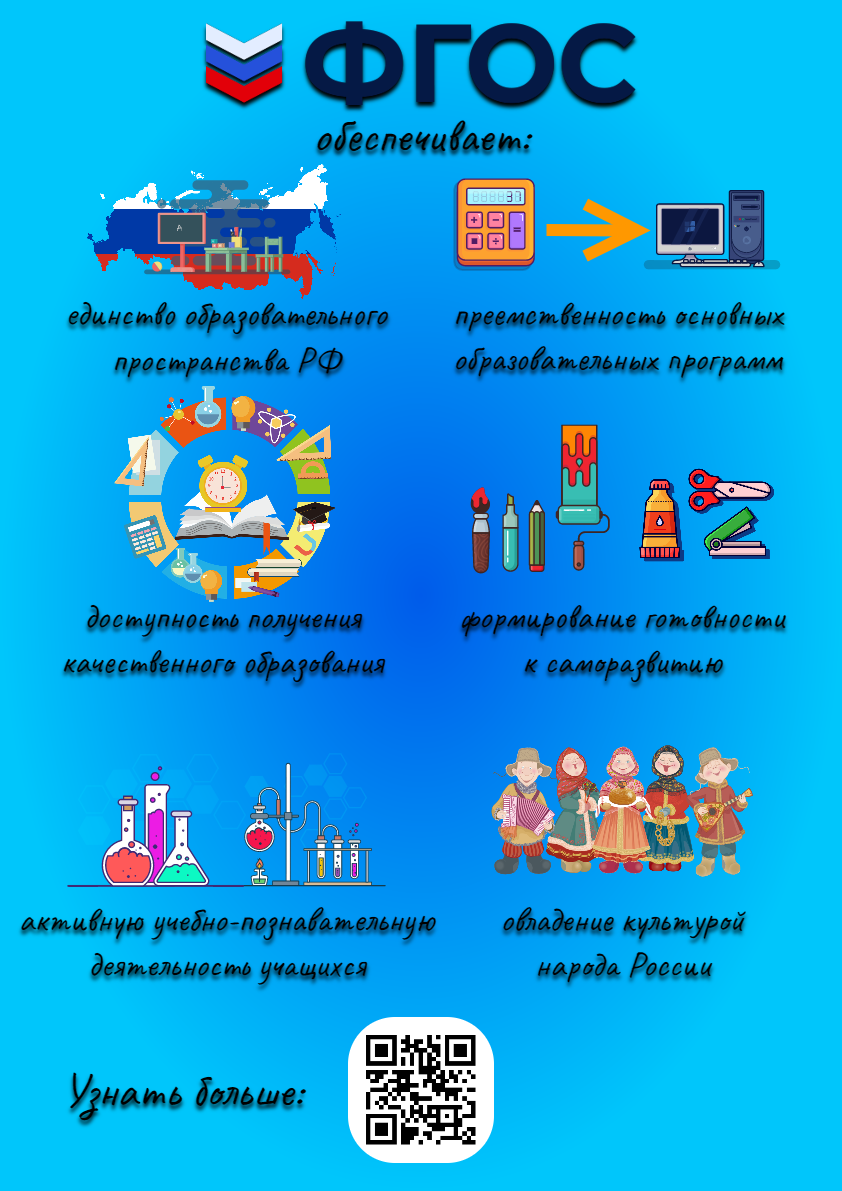 ФГОС
обеспечивает:
A
37
единство образовательного
пространства РФ
преемственность основных
образовательных программ
доступность получения
качественного образования
формирование готовности
к саморазвитию
активную учебно-познавательную
деятельность учащихся
овладение культурой
народа России
Узнать больше: